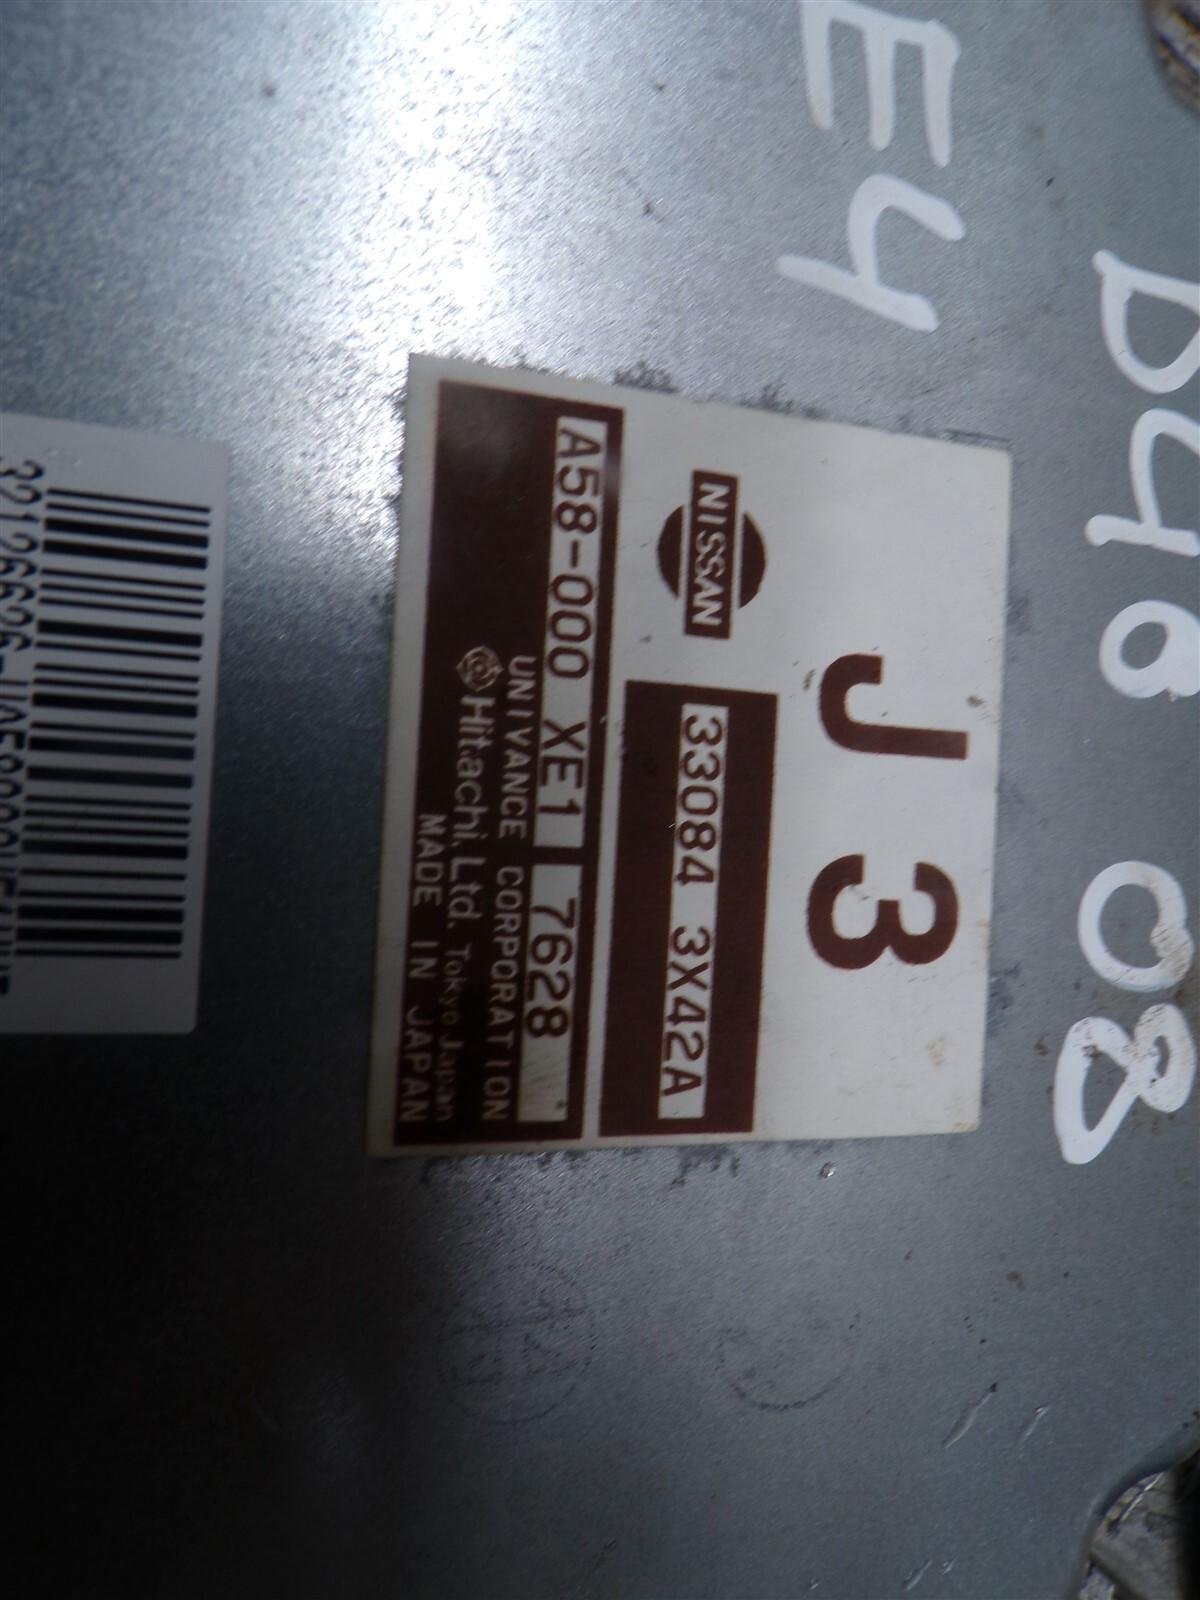 D40 08
E4
J 3
NISSAN
33084 3X42A
A58-000 XE1 7628
UNIVANCE CORPORATION
Hitachi, Ltd. Tokyo Japan
MADE IN JAPAN